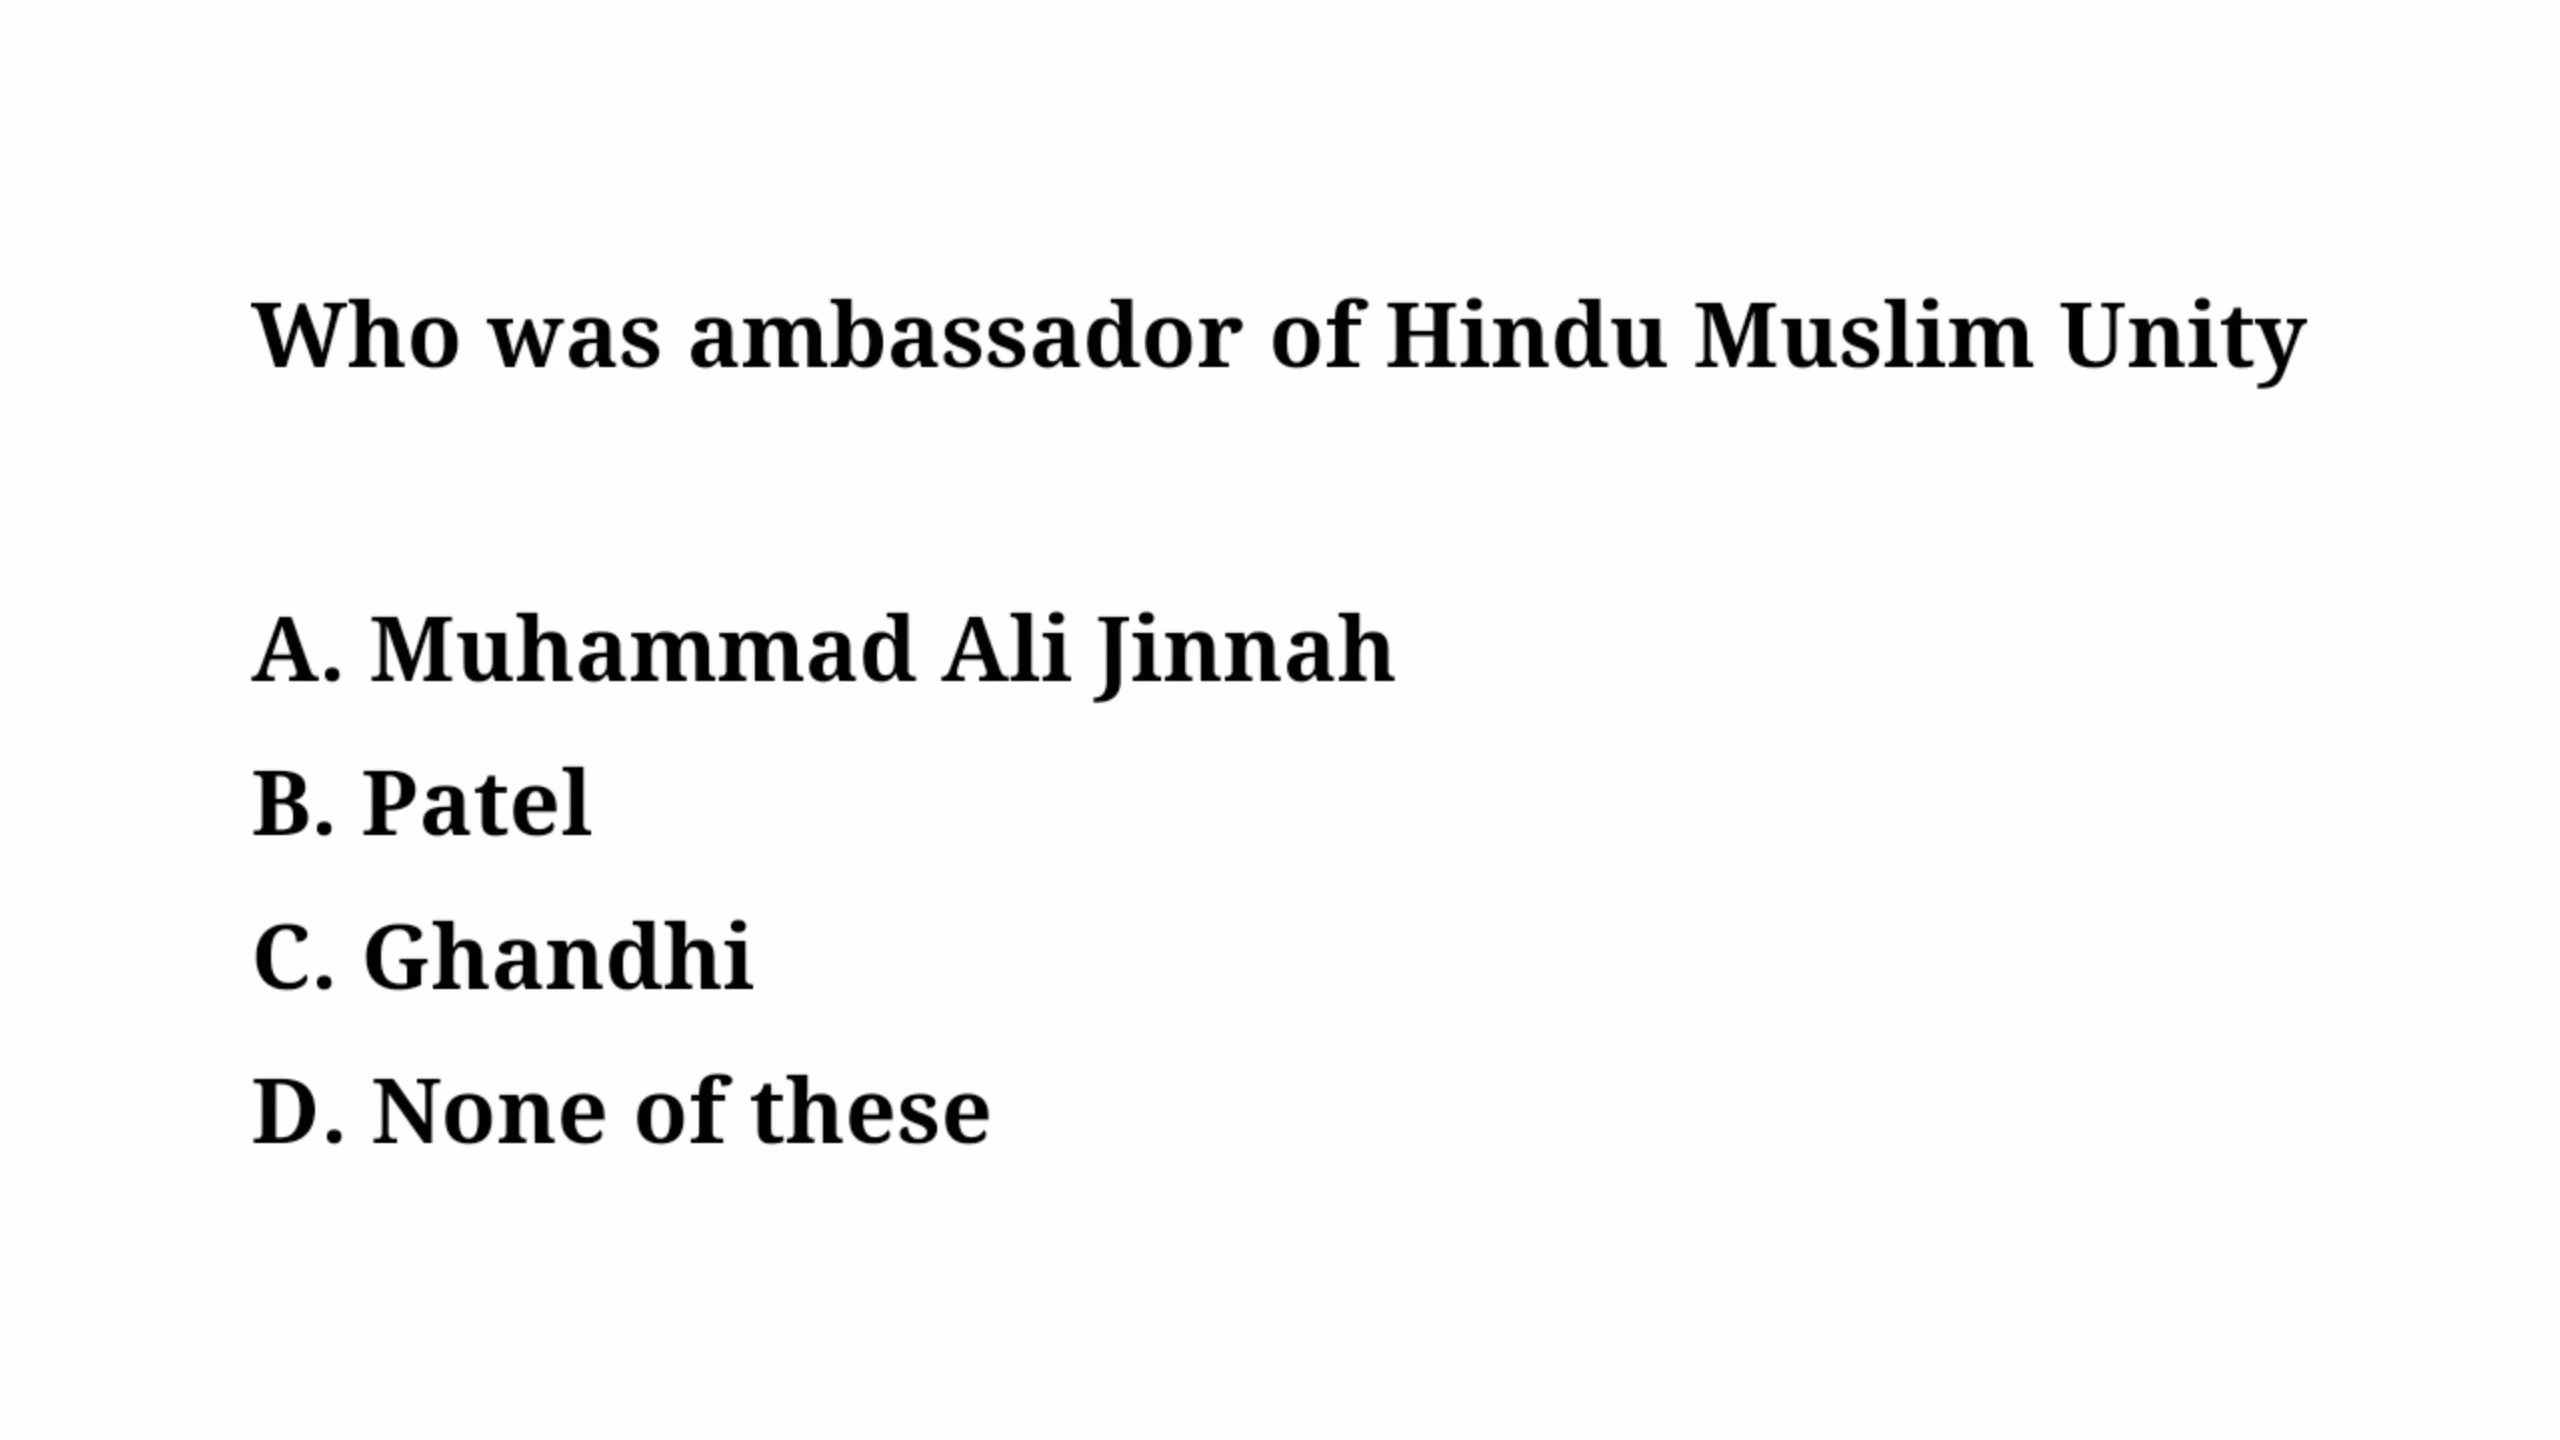 Who was ambassador of Hindu Muslim Unity
A. Muhammad Ali Jinnah
B. Patel
C. Ghandhi
D. None of these